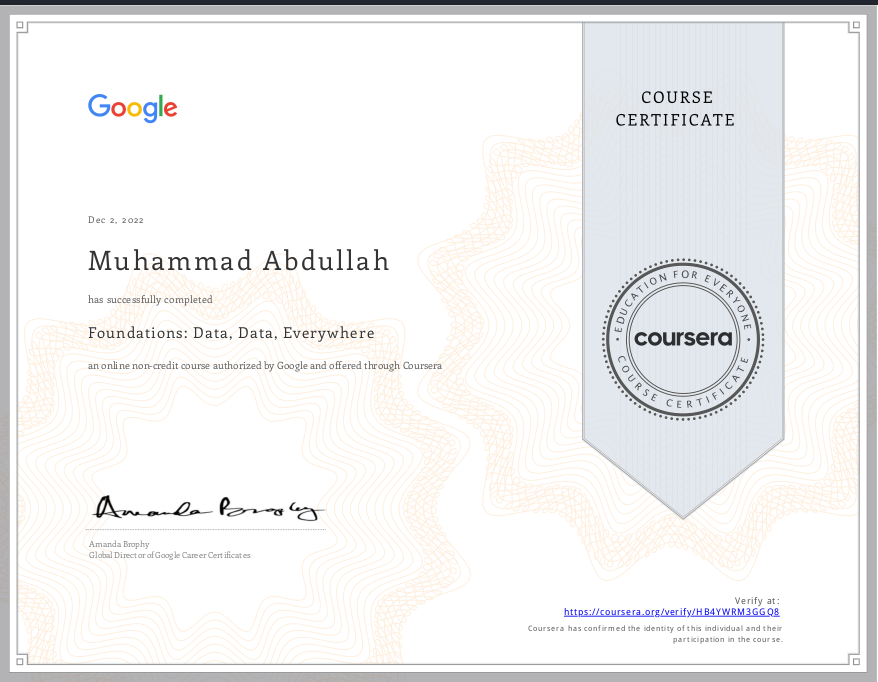 Google
COURSE
CERTIFICATE
Dec 2, 2022
Muhammad Abdullah
has successfully completed
Foundations: Data, Data, Everywhere
an online non-credit course authorized by Google and offered through Coursera
EDUCATION FOR EVERYONE
coursera
COURSE CERTIFICATE
Amanda Brophy
Amanda Brophy
Global Director of Google Career Certificates
Verify at:
https://coursera.org/verify/HB4YWRM3GGQ8
Coursera has confirmed the identity of this individual and their
participation in the course.